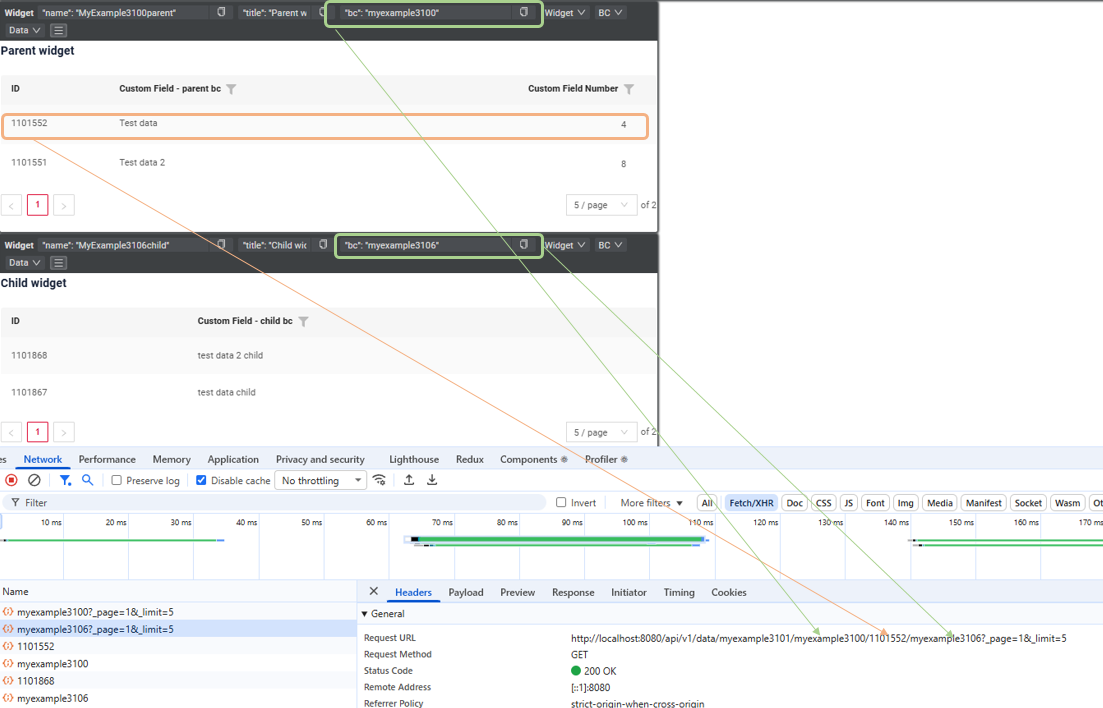 Widget "name": "MyExample3100parent" "title": "Parent w "bc": "myexample3100" Widget BC
Data
Parent widget
ID Custom Field - parent bc Custom Field Number
1101552 Test data 4
1101551 Test data 2 8
< 1 > 5 / page of 2
Widget "name": "MyExample3106child" "title": "Child wic "bc": "myexample3106" Widget BC
Data
Child widget
ID Custom Field - child bc
1101868 test data 2 child
1101867 test data child
< 1 > 5 / page of 2
es Network Performance Memory Application Privacy and security Lighthouse Redux Components Profiler
Preserve log Disable cache No throttling
Filter Invert More filters All Fetch/XHR Doc CSS JS Font Img Media Manifest Socket Wasm Ot
10 ms 20 ms 30 ms 40 ms 50 ms 60 ms 70 ms 80 ms 90 ms 100 ms 110 ms 120 ms 130 ms 140 ms 150 ms 160 ms 170 ms
Name Headers Payload Preview Response Initiator Timing Cookies
myexample3100?_page=1&_limit=5
General
myexample3106?_page=1&_limit=5
Request URL http://localhost:8080/api/v1/data/myexample3101/myexample3100/1101552/myexample3106?_page=1&_limit=5
1101552
Request Method GET
myexample3100
Status Code 200 OK
1101868
Remote Address [::1]:8080
myexample3106
Referrer Policy strict-origin-when-cross-origin